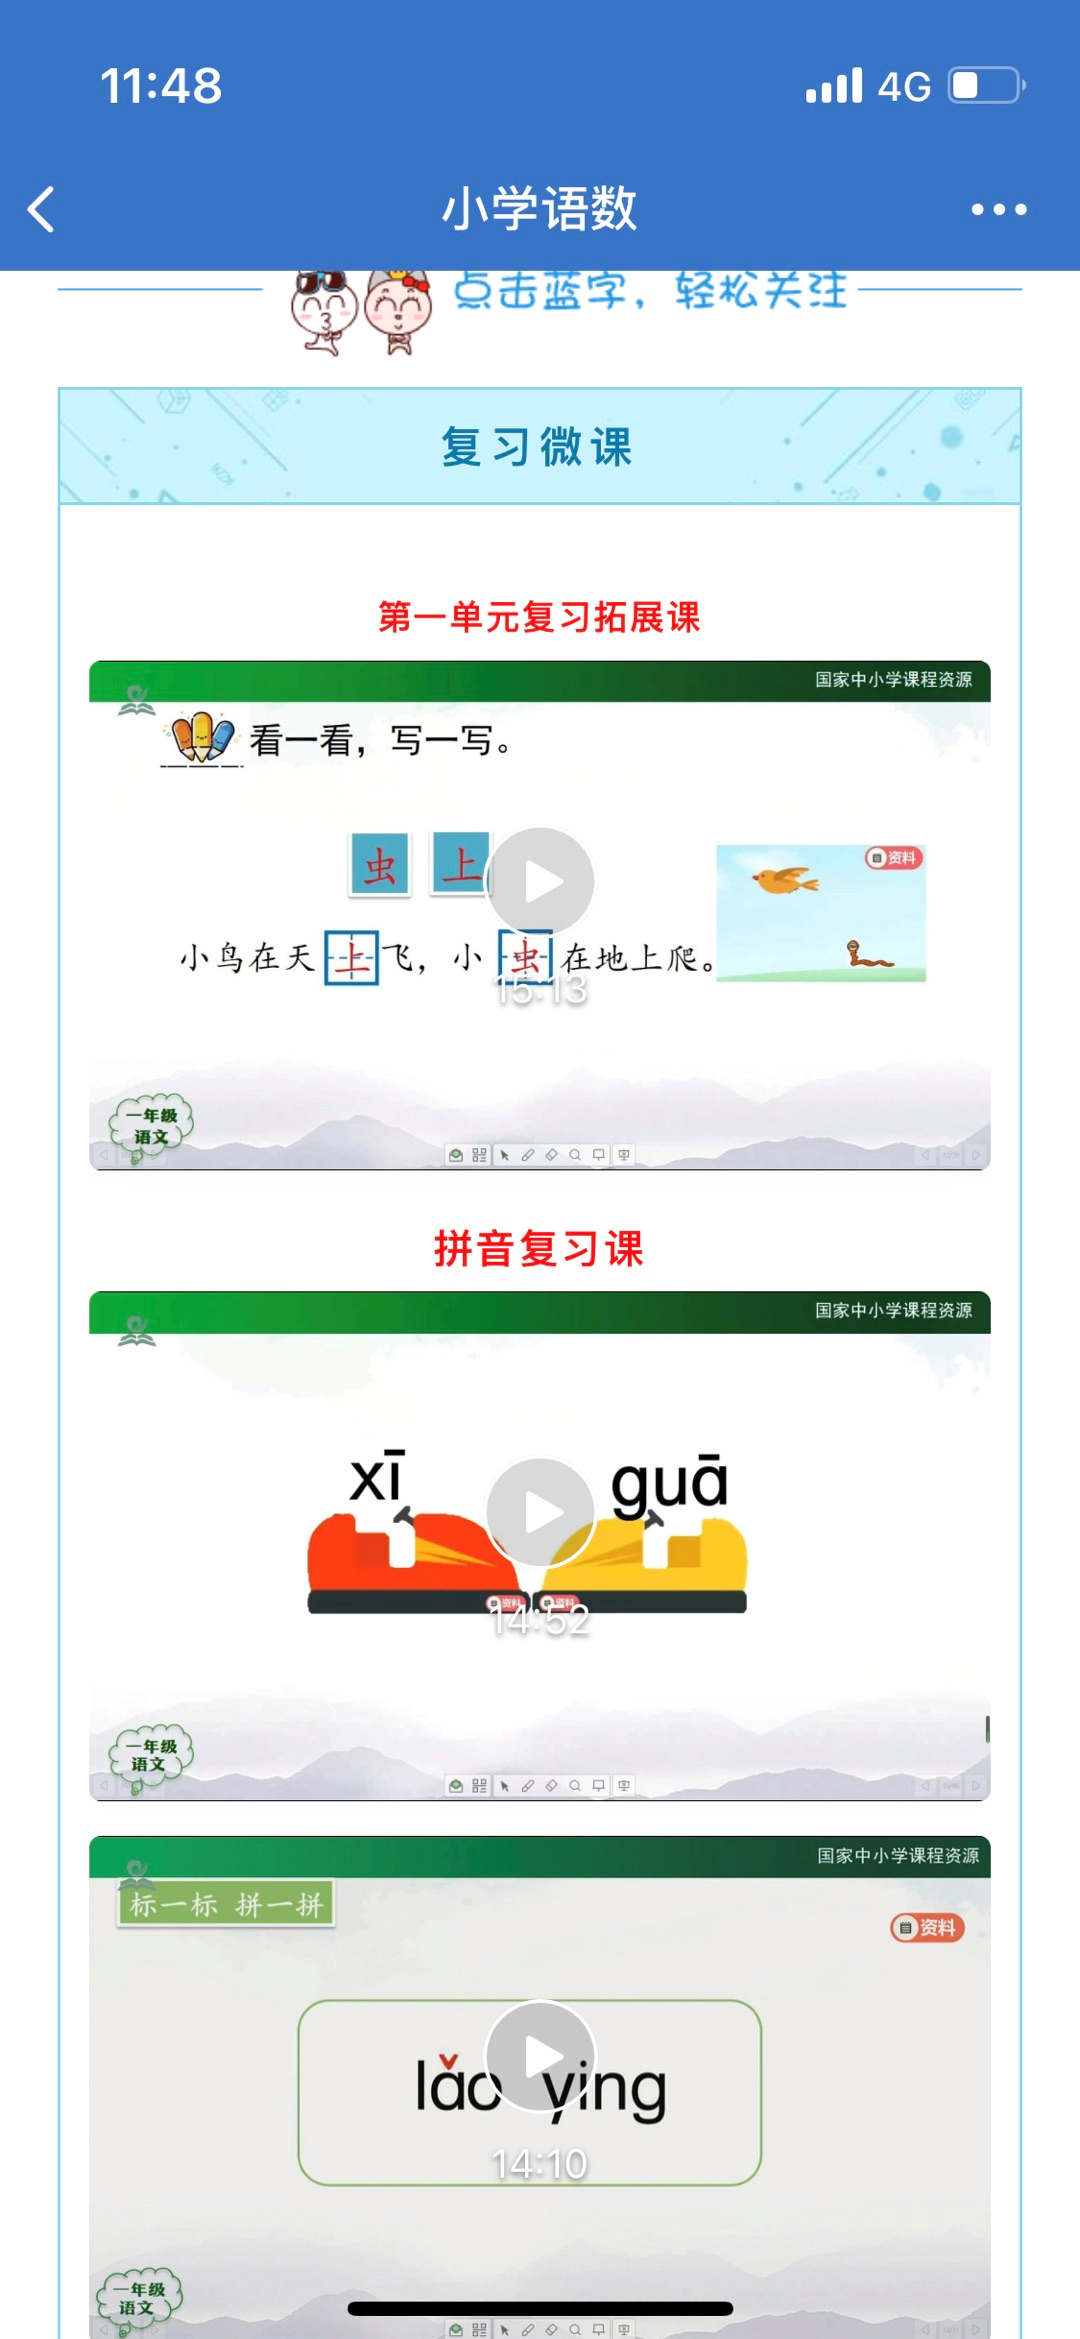 11:48
4G
小学语数
点击蓝字，轻松关注
复习微课
第一单元复习拓展课
国家中小学课程资源
看一看，写一写。
虫 上
资料
小鸟在天上飞，小虫在地上爬。
15:13
一年级
语文
拼音复习课
国家中小学课程资源
xī guā
资料 资料
14:52
一年级
语文
国家中小学课程资源
标一标 拼一拼
资料
lǎo ying
14:10
一年级
语文